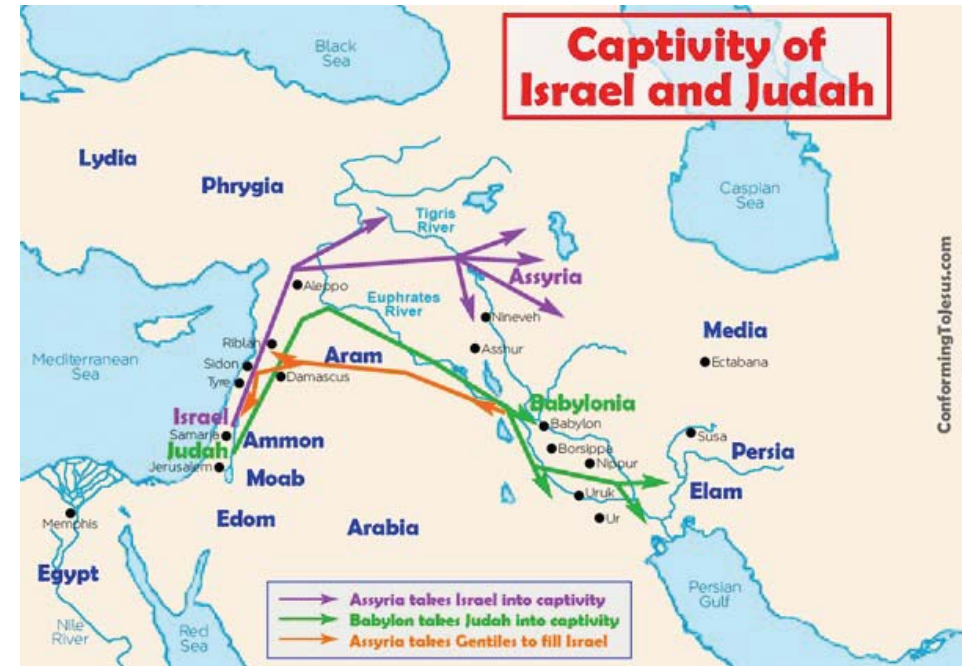 Captivity of
Israel and Judah
Black
Sea
Lydia
Phrygia
Caspian
Sea
Tigris
River
Aleppo
Assyria
Euphrates
River
Nineveh
Mediterranean
Sea
Riblah
Asshur
Media
Aram
Sidon
Ectabana
Tyre
Damascus
Israel
Babylonia
Samaria
Babylon
Judah
Ammon
Susa
Jerusalem
Borsippa
Persia
Moab
Nippur
Elam
Uruk
Edom
Ur
Memphis
Arabia
Egypt
Persian
Gulf
Nile
River
Red
Sea
Assyria takes Israel into captivity
Babylon takes Judah into captivity
Assyria takes Gentiles to fill Israel
ConformingToJesus.com